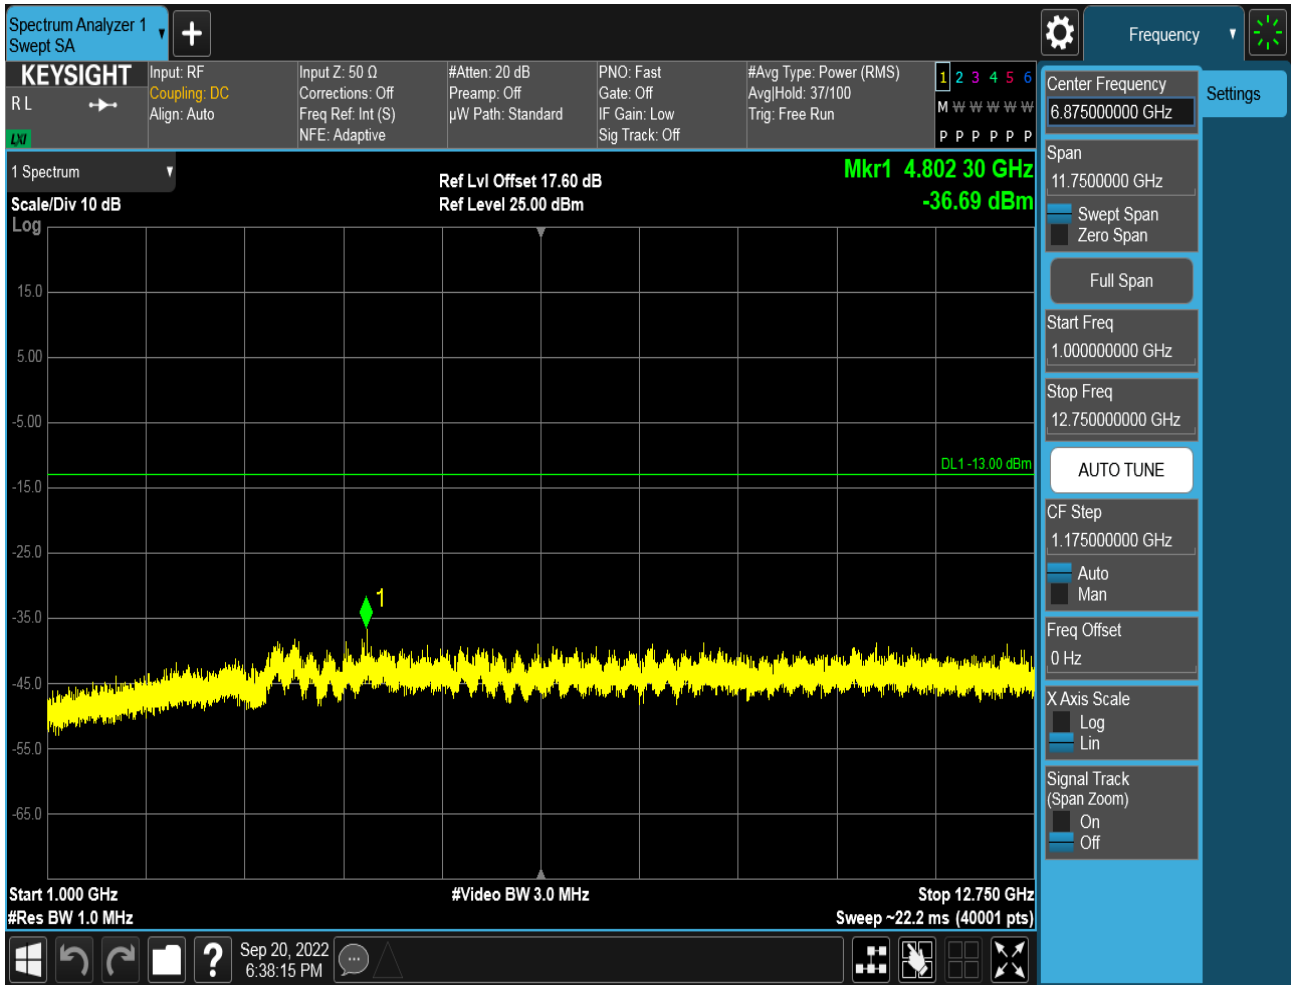 Spectrum Analyzer 1
Swept SA
Frequency
KEYSIGHT
R L
LXI
Input: RF
Coupling: DC
Align: Auto
Input Z: 50 Ω
Corrections: Off
Freq Ref: Int (S)
NFE: Adaptive
#Atten: 20 dB
Preamp: Off
µW Path: Standard
PNO: Fast
Gate: Off
IF Gain: Low
Sig Track: Off
#Avg Type: Power (RMS)
Avg|Hold: 37/100
Trig: Free Run
1 2 3 4 5 6
M W W W W W
P P P P P P
Center Frequency
6.875000000 GHz
Settings
Span
11.7500000 GHz
Swept Span
Zero Span
Full Span
Start Freq
1.000000000 GHz
Stop Freq
12.750000000 GHz
AUTO TUNE
CF Step
1.175000000 GHz
Auto
Man
Freq Offset
0 Hz
X Axis Scale
Log
Lin
Signal Track
(Span Zoom)
On
Off
1 Spectrum
Scale/Div 10 dB
Log
Ref Lvl Offset 17.60 dB
Ref Level 25.00 dBm
Mkr1 4.802 30 GHz
-36.69 dBm
15.0
5.00
-5.00
DL1 -13.00 dBm
-15.0
-25.0
1
-35.0
-45.0
-55.0
-65.0
Start 1.000 GHz
#Video BW 3.0 MHz
Stop 12.750 GHz
#Res BW 1.0 MHz
Sweep ~22.2 ms (40001 pts)
?
Sep 20, 2022
6:38:15 PM